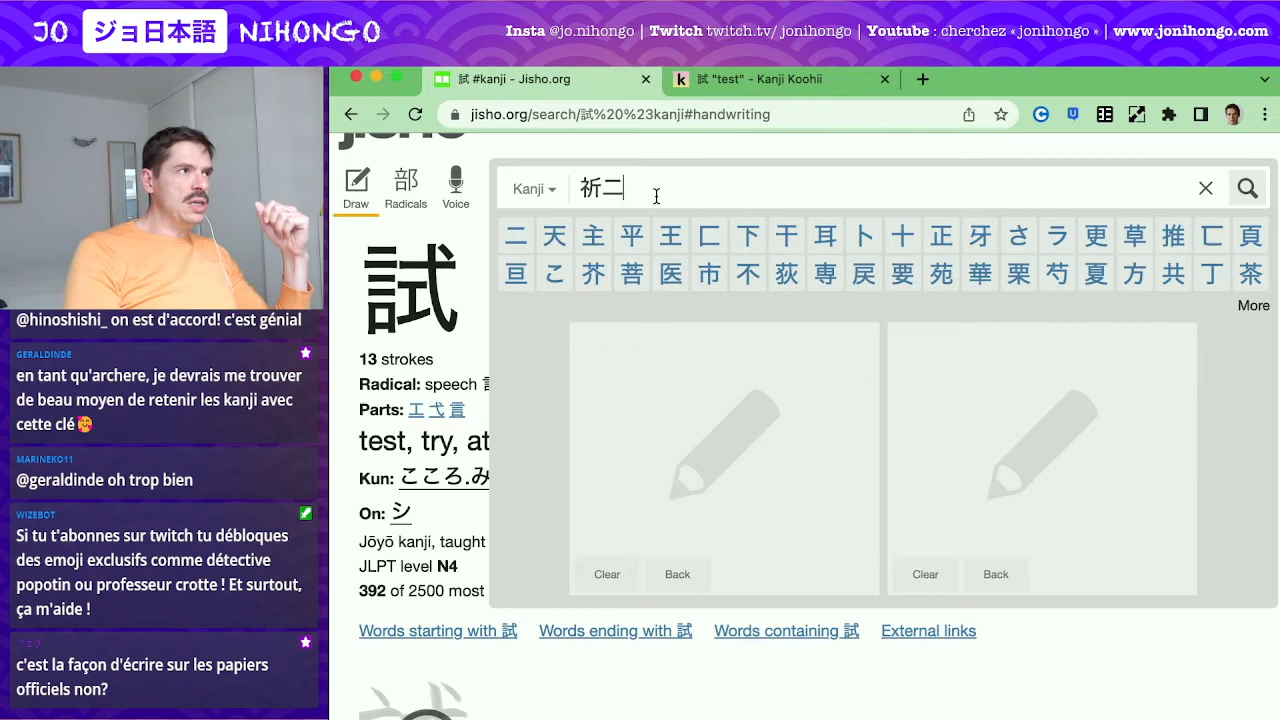 JO ジョ日本語 NIHONGO
Insta @jo.nihongo | Twitch twitch.tv/ jonihongo | Youtube : cherchez « jonihongo » | www.jonihongo.com
試 #kanji – Jisho.org
k 試 "test" - Kanji Koohii
jisho.org/search/試%20%23kanji#handwriting
Draw
部 Radicals
Voice
Kanji
祈二
二 天 主 平 王 匚 下 干 耳 卜 十 正 牙 さ ラ 更 草 推 亡 頁
亘 こ 芥 菩 医 市 不 荻 専 戻 要 苑 華 栗 芍 夏 方 共 丁 茶
More
Clear Back
Clear Back
試
13 strokes
Radical: speech 言
Parts: 工 弋 言
test, try, at
Kun: こころ.み
On: シ
Jōyō kanji, taught
JLPT level N4
392 of 2500 most
Words starting with 試
Words ending with 試
Words containing 試
External links
@hinoshishi_ on est d'accord! c'est génial
GERALDINDE
en tant qu'archere, je devrais me trouver
de beau moyen de retenir les kanji avec
cette clé🥰
MARINEKO11
@geraldinde oh trop bien
WIZEBOT
Si tu t'abonnes sur twitch tu débloques
des emoji exclusifs comme détective
popotin ou professeur crotte ! Et surtout,
ça m'aide !
c'est la façon d'écrire sur les papiers
officiels non?